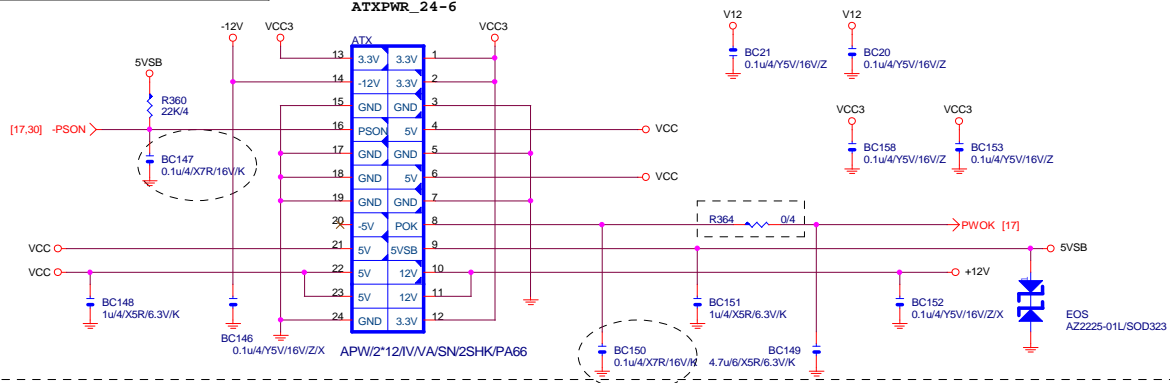 ATXPWR_24-6
-12V
VCC3
VCC3
V12
V12
ATX
BC21
0.1u/4/Y5V/16V/Z
BC20
0.1u/4/Y5V/16V/Z
5VSB
R360
22K/4
[17,30] -PSON
BC147
0.1u/4/X7R/16V/K
13 3.3V 3.3V 1
14 -12V 3.3V 2
15 GND GND 3
16 PSON 5V 4
17 GND GND 5
18 GND 5V 6
19 GND GND 7
20 -5V POK 8
21 5V 5VSB 9
22 5V 12V 10
23 5V 12V 11
24 GND 3.3V 12
VCC
VCC
VCC3
VCC3
BC158
0.1u/4/Y5V/16V/Z
BC153
0.1u/4/Y5V/16V/Z
R364 0/4
PWOK [17]
VCC
VCC
5VSB
+12V
BC148
1u/4/X5R/6.3V/K
BC146
0.1u/4/Y5V/16V/Z/X
APW/2*12/IV/VA/SN/2SHK/PA66
BC151
1u/4/X5R/6.3V/K
BC152
0.1u/4/Y5V/16V/Z/X
EOS
AZ2225-01L/SOD323
BC150
0.1u/4/X7R/16V/K
BC149
4.7u/6/X5R/6.3V/K